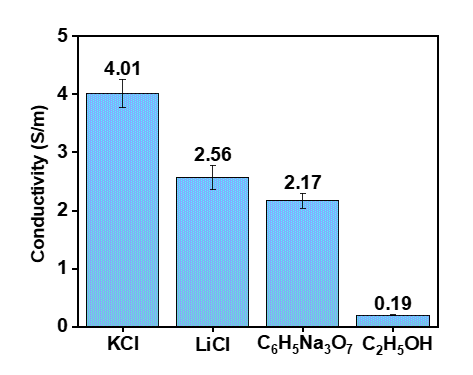 Conductivity (S/m)
5
4
3
2
1
0
4.01
2.56
2.17
0.19
KCl
LiCl
C₆H₅Na₃O₇
C₂H₅OH